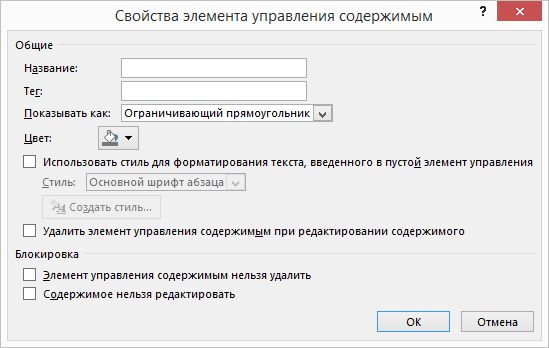 Свойства элемента управления содержимым ? ×
Общие
Название:
Тег:
Показывать как: Ограничивающий прямоугольник
Цвет:
Использовать стиль для форматирования текста, введенного в пустой элемент управления
Стиль: Основной шрифт абзаца
Создать стиль...
Удалить элемент управления содержимым при редактировании содержимого
Блокировка
Элемент управления содержимым нельзя удалить
Содержимое нельзя редактировать
ОК Отмена